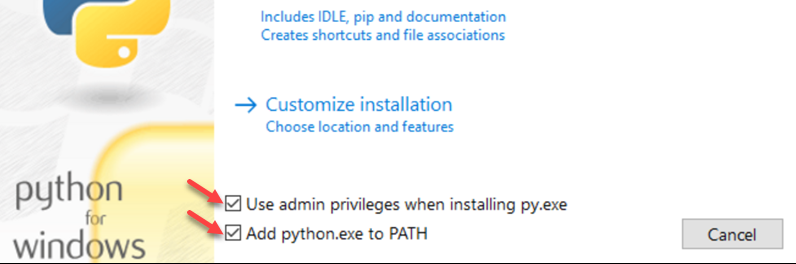 Includes IDLE, pip and documentation
Creates shortcuts and file associations
→ Customize installation
Choose location and features
Use admin privileges when installing py.exe
Add python.exe to PATH
Cancel
python
for
windows